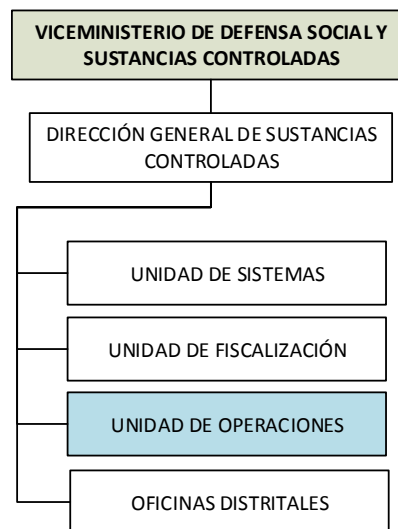 VICEMINISTERIO DE DEFENSA SOCIAL Y
SUSTANCIAS CONTROLADAS
DIRECCIÓN GENERAL DE SUSTANCIAS
CONTROLADAS
UNIDAD DE SISTEMAS
UNIDAD DE FISCALIZACIÓN
UNIDAD DE OPERACIONES
OFICINAS DISTRITALES